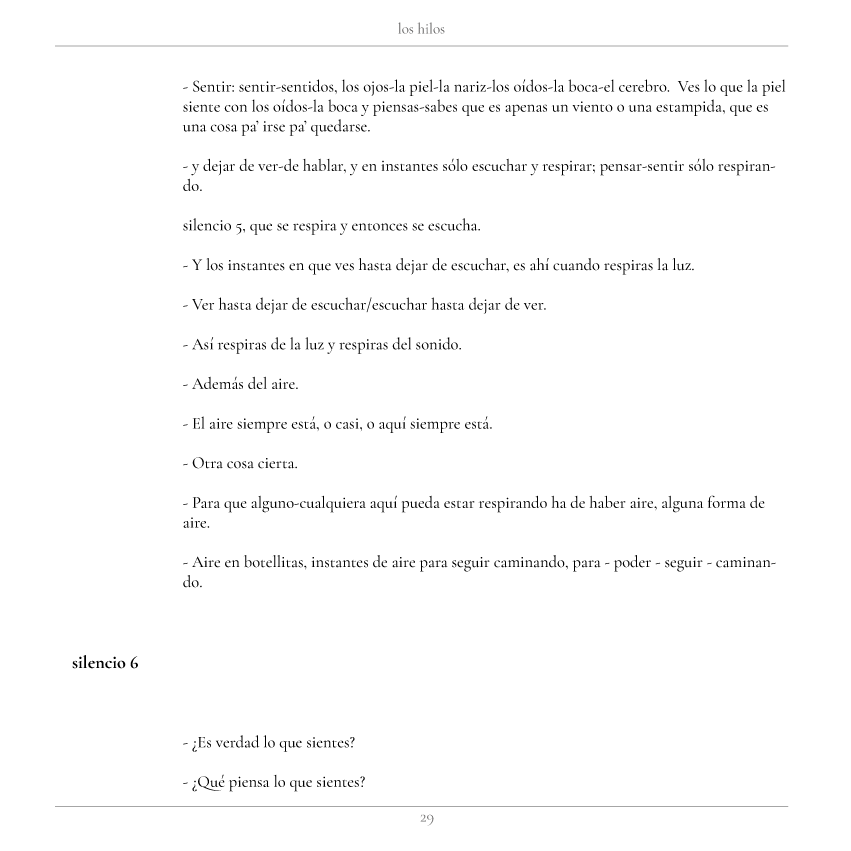 los hilos
- Sentir: sentir-sentidos, los ojos-la piel-la nariz-los oídos-la boca-el cerebro.  Ves lo que la piel
siente con los oídos-la boca y piensas-sabes que es apenas un viento o una estampida, que es
una cosa pa’ irse pa’ quedarse.
- y dejar de ver-de hablar, y en instantes sólo escuchar y respirar; pensar-sentir sólo respiran-
do.
silencio 5, que se respira y entonces se escucha.
- Y los instantes en que ves hasta dejar de escuchar, es ahí cuando respiras la luz.
- Ver hasta dejar de escuchar/escuchar hasta dejar de ver.
- Así respiras de la luz y respiras del sonido.
- Además del aire.
- El aire siempre está, o casi, o aquí siempre está.
- Otra cosa cierta.
- Para que alguno-cualquiera aquí pueda estar respirando ha de haber aire, alguna forma de
aire.
- Aire en botellitas, instantes de aire para seguir caminando, para - poder - seguir - caminan-
do.
silencio 6
- ¿Es verdad lo que sientes?
- ¿Qué piensa lo que sientes?
29